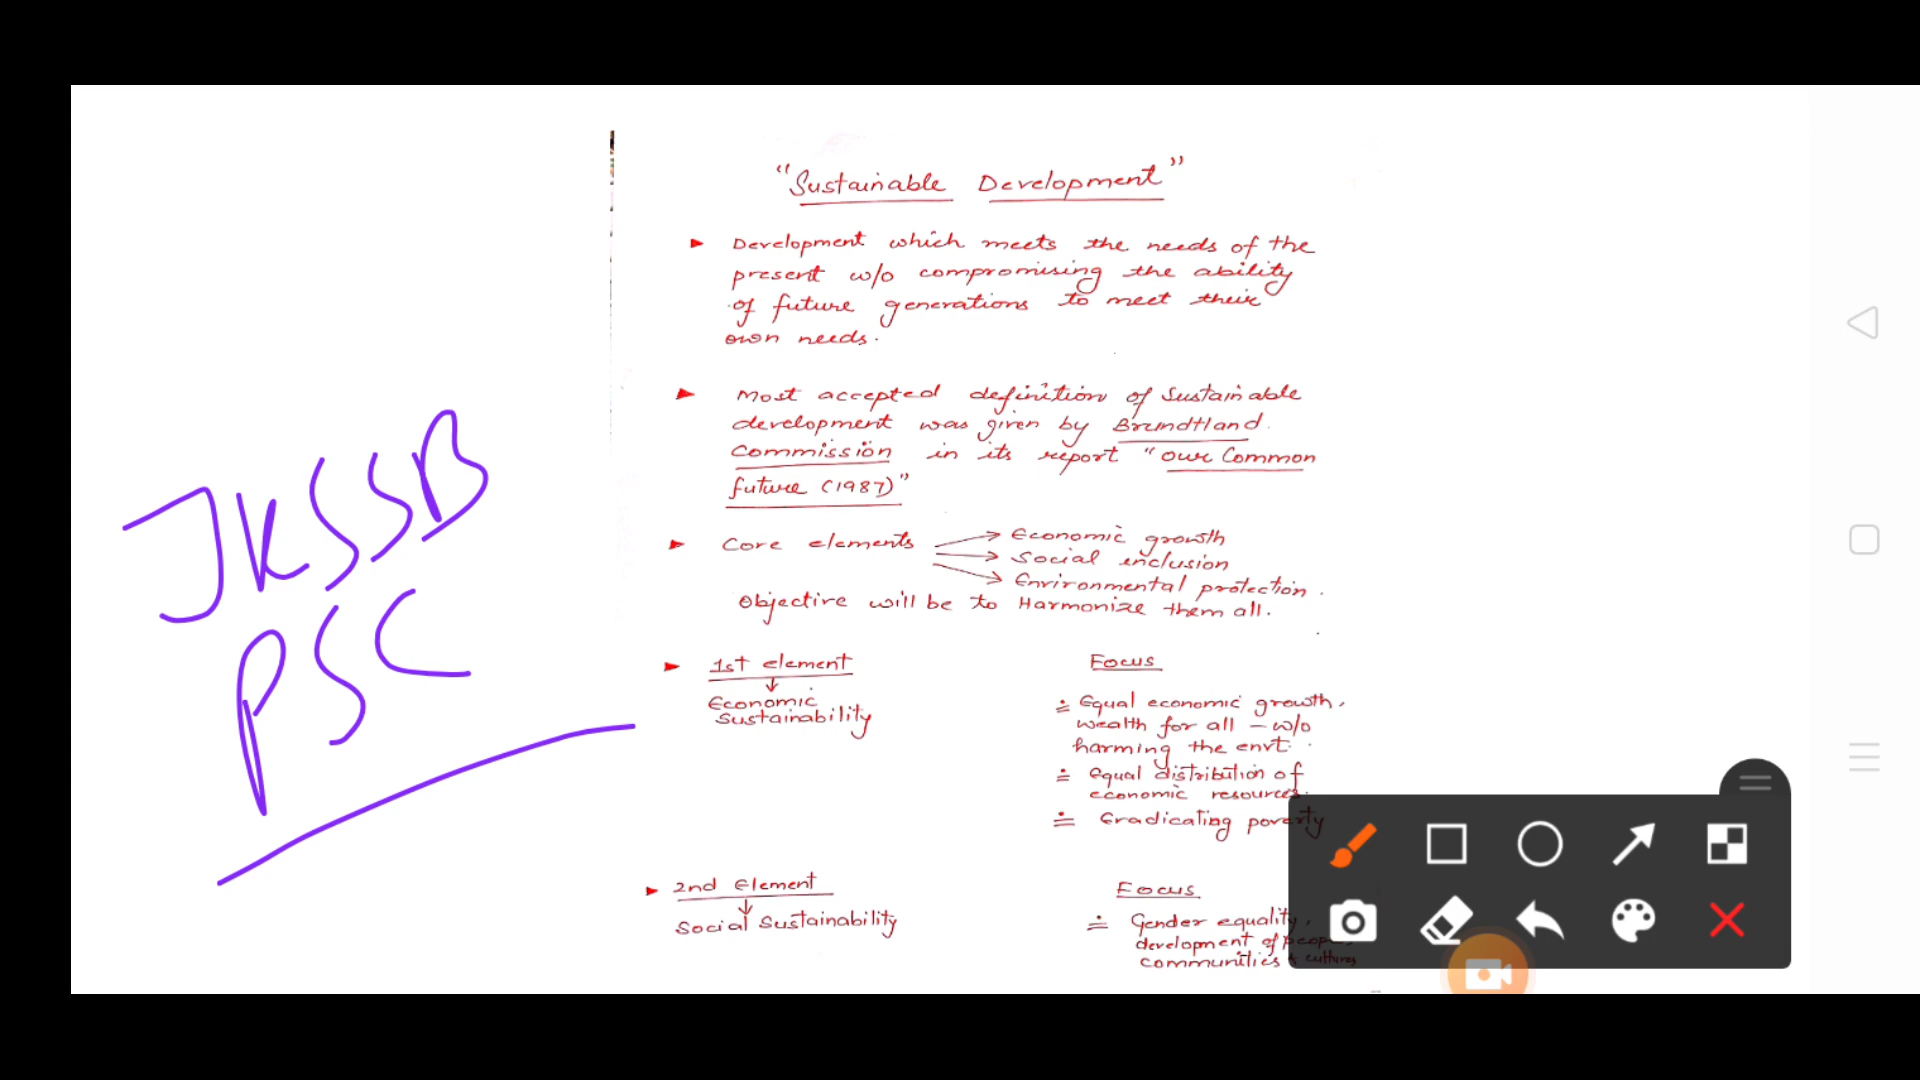 "Sustainable Development"
Development which meets the needs of the
present w/o compromising the ability
of future generations to meet their
own needs.
Most accepted definition of Sustainable
development was given by Brundtland
Commission in its report "our Common
future (1987)"
Core elements
Economic growth
Social inclusion
Environmental protection.
Objective will be to Harmonize them all.
1st element
Economic
Sustainability
Focus
Equal economic growth,
wealth for all - w/o
harming the envt.
Equal distribution of
economic resources.
Eradicating poverty
2nd Element
Social Sustainability
Focus
Gender equality,
development of people,
communities & cultures
JKSSB
PSC